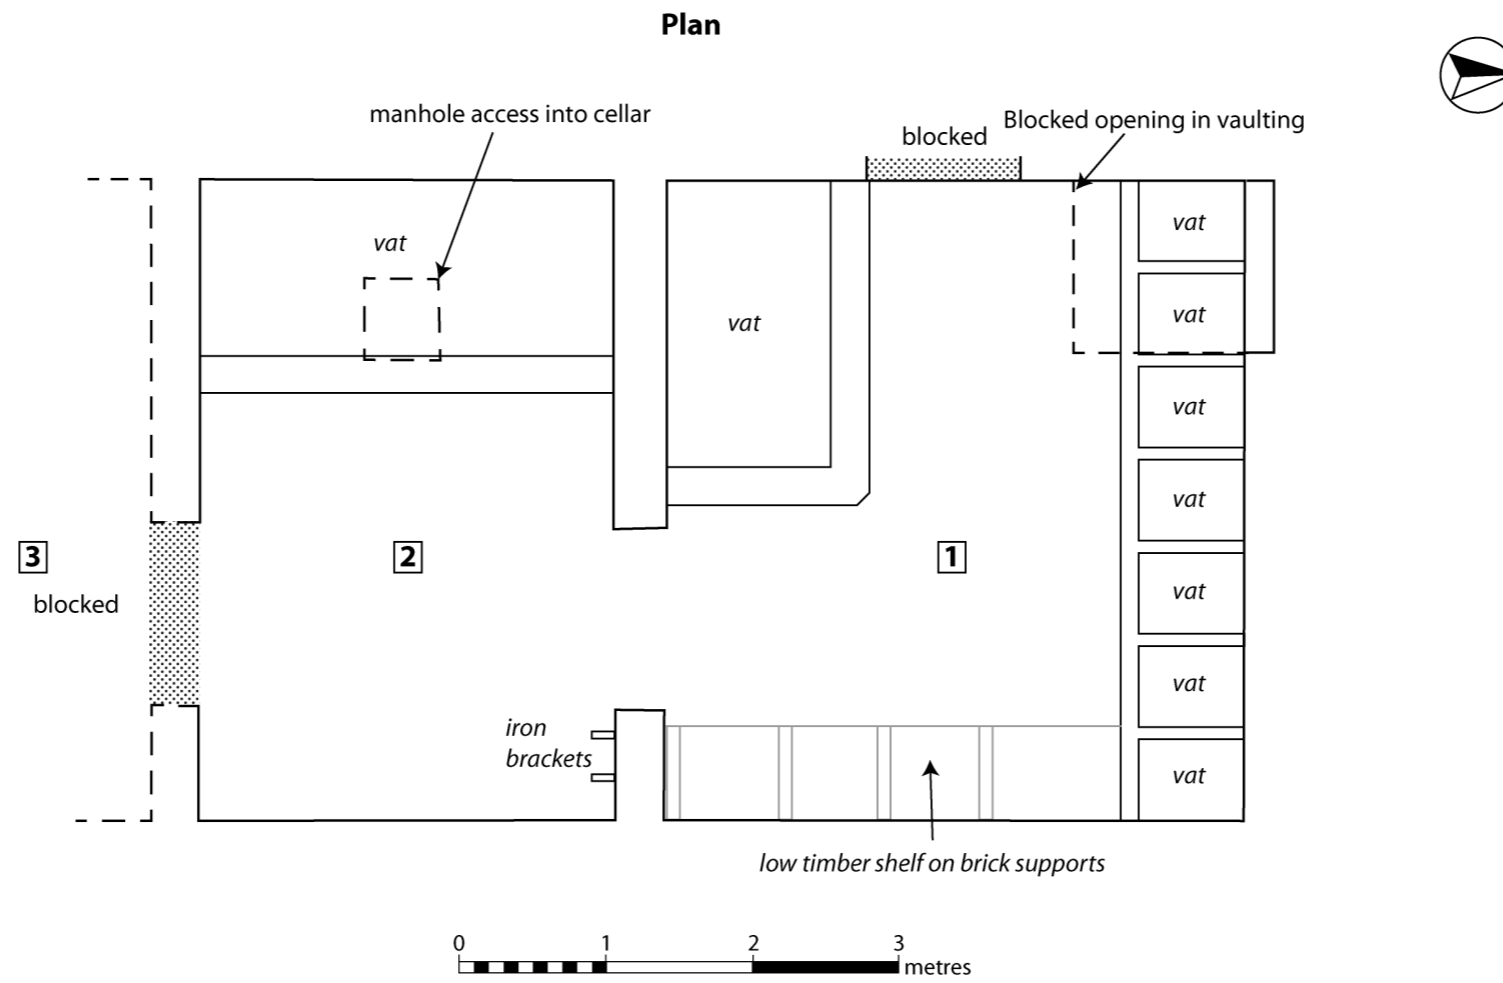 Plan
manhole access into cellar
blocked
Blocked opening in vaulting
vat
vat
vat
vat
vat
vat
3
2
1
blocked
vat
vat
iron
brackets
vat
low timber shelf on brick supports
0 1 2 3
metres